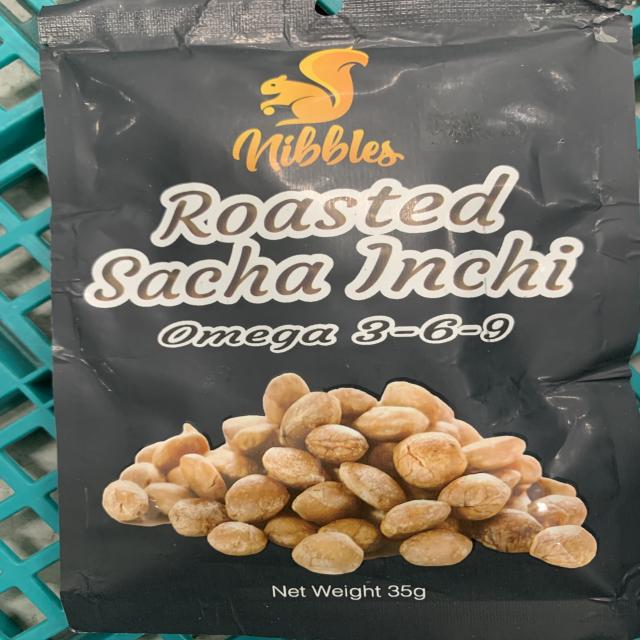 Nibbles
Roasted
Sacha Inchi
Omega 3-6-9
Net Weight 35g